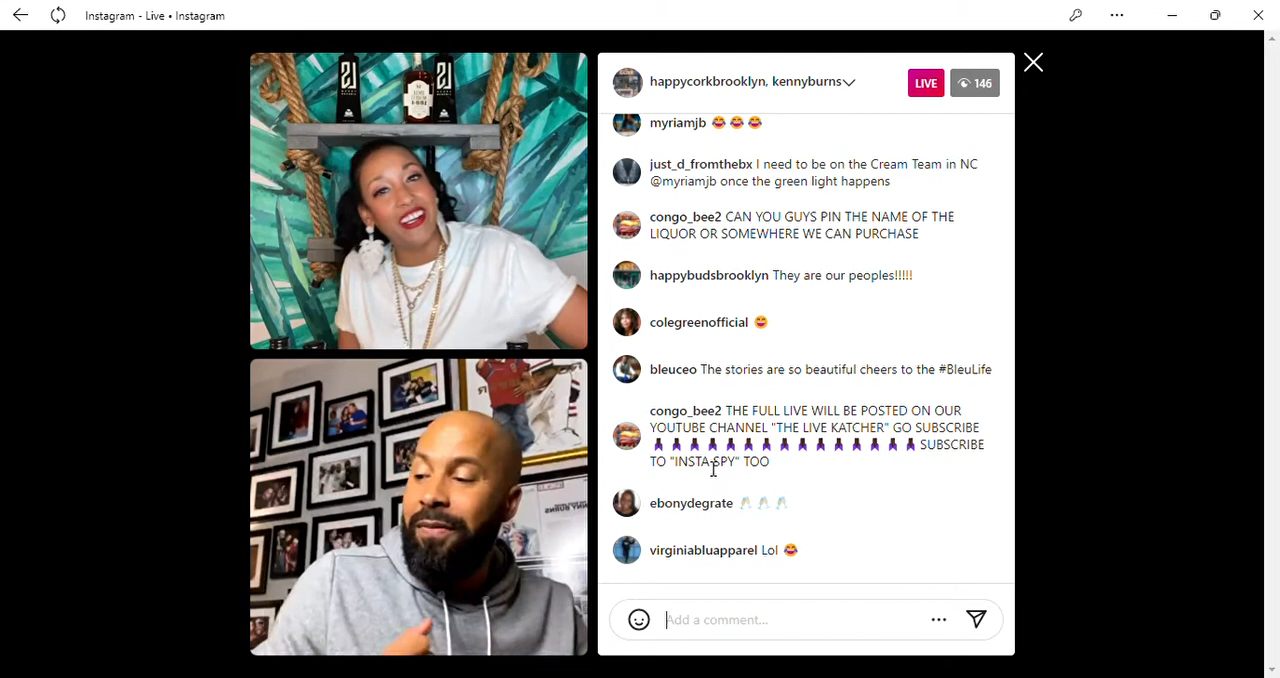 Instagram - Live • Instagram
happycorkbrooklyn, kennyburns
LIVE
146
myriamjb 😂 😂 😂
just_d_fromthebx I need to be on the Cream Team in NC
@myriamjb once the green light happens
congo_bee2 CAN YOU GUYS PIN THE NAME OF THE
LIQUOR OR SOMEWHERE WE CAN PURCHASE
happybudsbrooklyn They are our peoples!!!!!
colegreenofficial 😄
bleuceo The stories are so beautiful cheers to the #BleuLife
congo_bee2 THE FULL LIVE WILL BE POSTED ON OUR
YOUTUBE CHANNEL "THE LIVE KATCHER" GO SUBSCRIBE
SUBSCRIBE
TO "INSTA-SPY" TOO
ebonydegrate 🥂 🥂 🥂
virginiabluapparel Lol 😂
Add a comment...